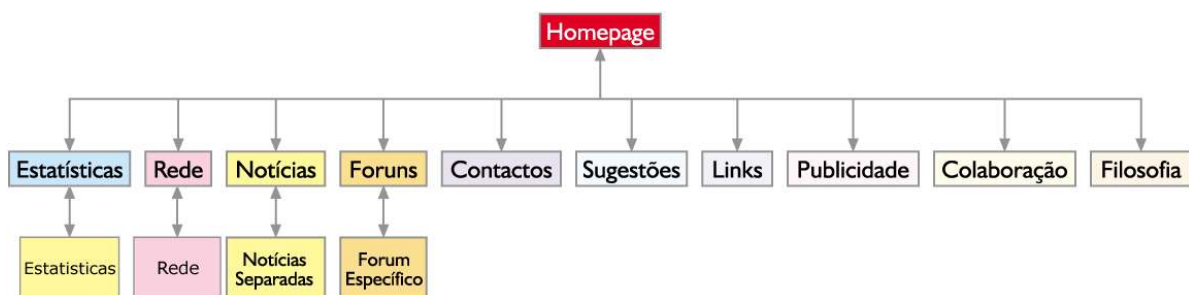 Homepage
Estatísticas
Rede
Notícias
Foruns
Contactos
Sugestões
Links
Publicidade
Colaboração
Filosofia
Estatisticas
Rede
Notícias
Separadas
Forum
Específico